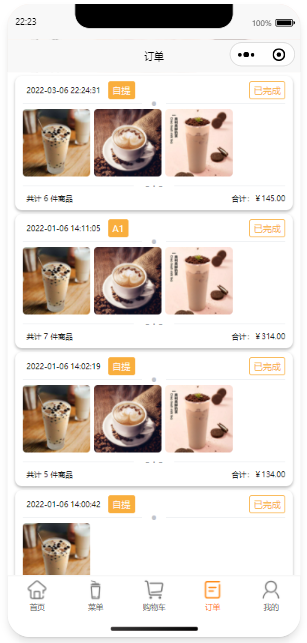 22:23
100%
订单
2022-03-06 22:24:31 自提 已完成
共计 6 件商品 合计：¥ 145.00
2022-01-06 14:11:05 A1 已完成
共计 7 件商品 合计：¥ 314.00
2022-01-06 14:02:19 自提 已完成
共计 5 件商品 合计：¥ 134.00
2022-01-06 14:00:42 自提 已完成
首页 菜单 购物车 订单 我的